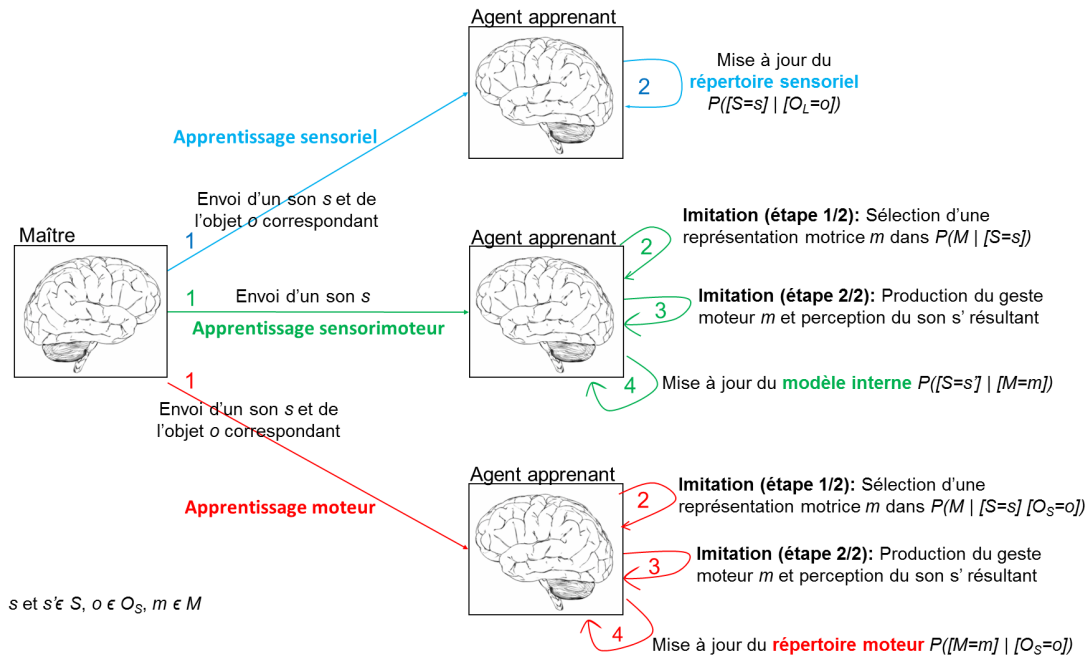 Agent apprenant
2
Mise à jour du
répertoire sensoriel
P([S=s] | [O_L=o])
Apprentissage sensoriel
Envoi d'un son s et de
l'objet o correspondant
1
Maître
Agent apprenant
2
Imitation (étape 1/2): Sélection d'une
représentation motrice m dans P(M | [S=s])
1
Envoi d'un son s
Apprentissage sensorimoteur
3
Imitation (étape 2/2): Production du geste
moteur m et perception du son s' résultant
4
Mise à jour du modèle interne P([S=s'] | [M=m])
1
Envoi d'un son s et de
l'objet o correspondant
Apprentissage moteur
Agent apprenant
2
Imitation (étape 1/2): Sélection d'une
représentation motrice m dans P(M | [S=s] [O_S=o])
3
Imitation (étape 2/2): Production du geste
moteur m et perception du son s' résultant
4
Mise à jour du répertoire moteur P([M=m] | [O_S=o])
s et s'ϵ S, o ϵ O_S, m ϵ M